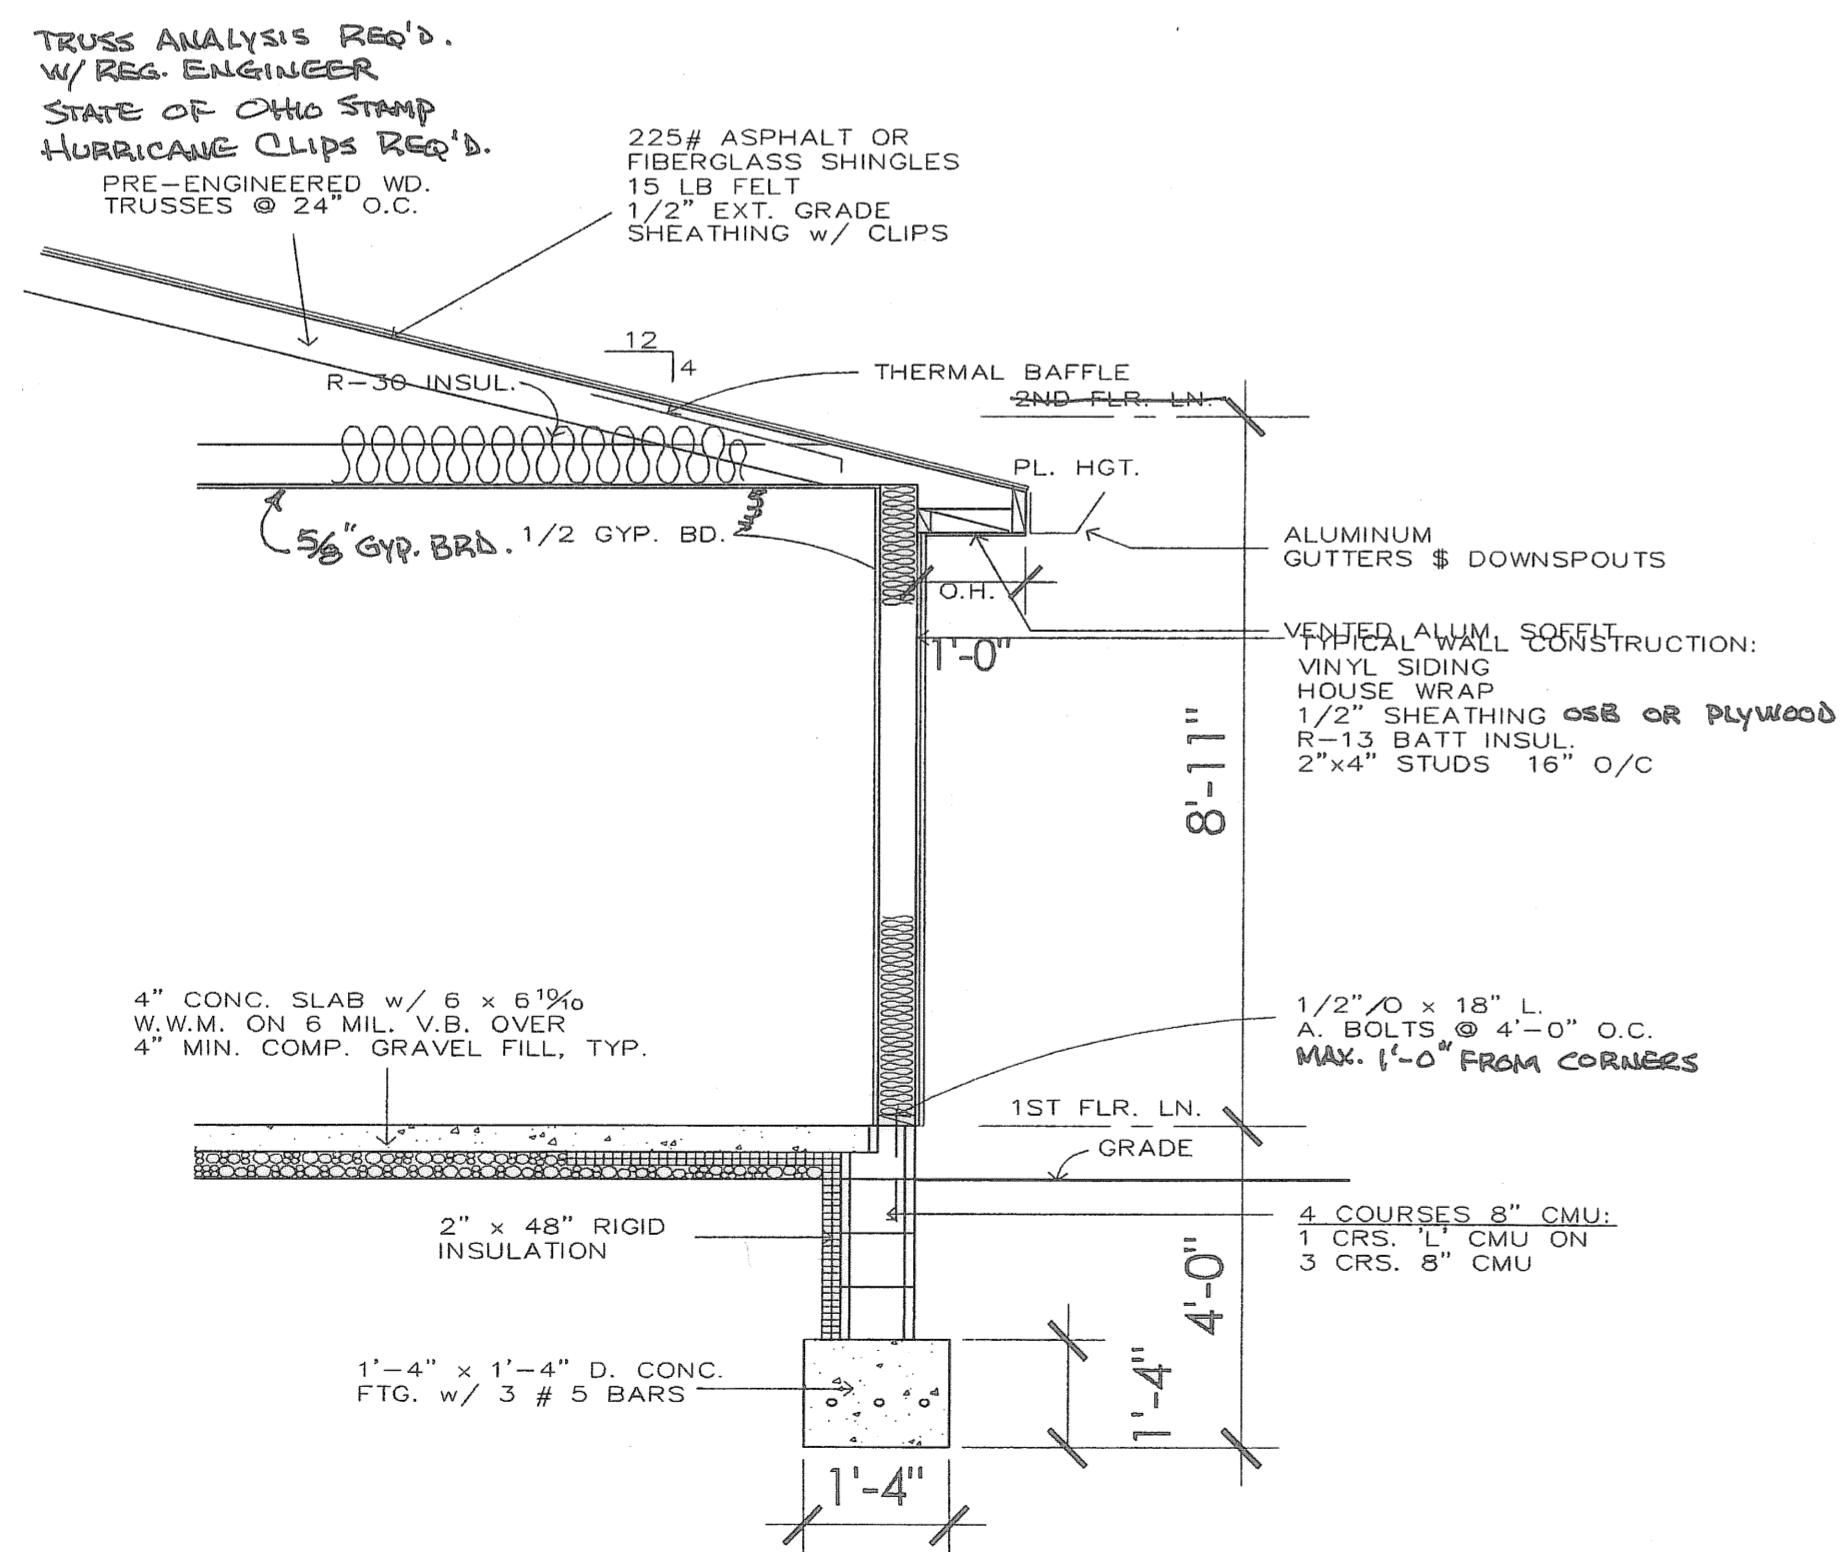 TRUSS ANALYSIS REQ'D.
W/ REG. ENGINEER
STATE OF OHIO STAMP
HURRICANE CLIPS REQ'D.
PRE-ENGINEERED WD.
TRUSSES @ 24" O.C.
225# ASPHALT OR
FIBERGLASS SHINGLES
15 LB FELT
1/2" EXT. GRADE
SHEATHING w/ CLIPS
12
4
R-30 INSUL.
THERMAL BAFFLE
2ND FLR. LN.
PL. HGT.
5/8" GYP. BRD.
1/2 GYP. BD.
ALUMINUM
GUTTERS $ DOWNSPOUTS
O.H.
1'-0"
VENTED ALUM SOFFIT
TYPICAL WALL CONSTRUCTION:
VINYL SIDING
HOUSE WRAP
1/2" SHEATHING OSB OR PLYWOOD
R-13 BATT INSUL.
2"x4" STUDS 16" O/C
8'-11"
4" CONC. SLAB w/ 6 x 6 10/10
W.W.M. ON 6 MIL. V.B. OVER
4" MIN. COMP. GRAVEL FILL, TYP.
1/2"/O x 18" L.
A. BOLTS @ 4'-0" O.C.
MAX. 1'-0" FROM CORNERS
1ST FLR. LN.
GRADE
2" x 48" RIGID
INSULATION
4 COURSES 8" CMU:
1 CRS. 'L' CMU ON
3 CRS. 8" CMU
4'-0"
1'-4" x 1'-4" D. CONC.
FTG. w/ 3 # 5 BARS
1'-4"
1'-4"